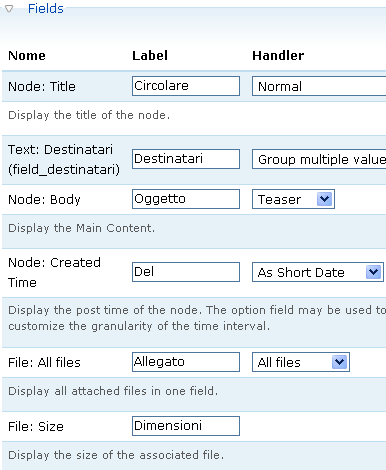 Fields
Nome Label Handler
Node: Title Circolare Normal
Display the title of the node.
Text: Destinatari
(field_destinatari) Destinatari Group multiple value
Node: Body Oggetto Teaser
Display the Main Content.
Node: Created
Time Del As Short Date
Display the post time of the node. The option field may be used to
customize the granularity of the time interval.
File: All files Allegato All files
Display all attached files in one field.
File: Size Dimensioni
Display the size of the associated file.